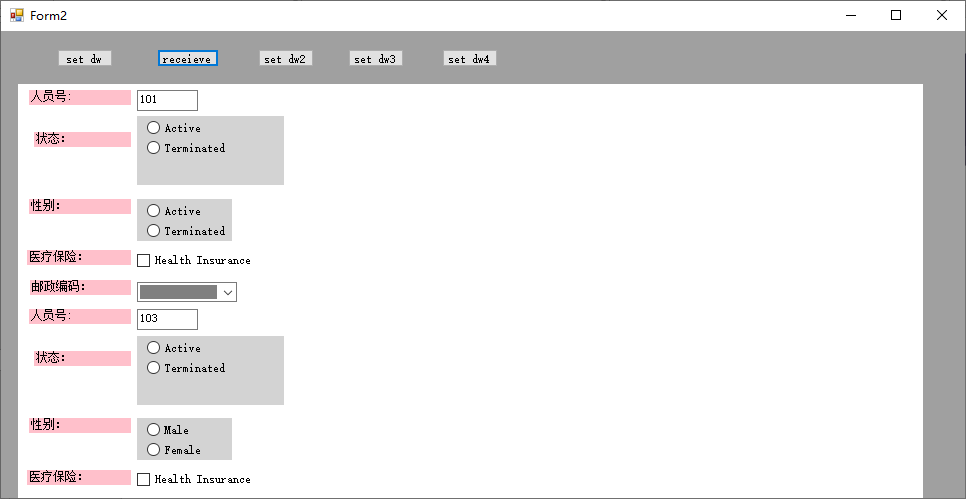 Form2
set dw receieve set dw2 set dw3 set dw4
人员号: 101
Active
状态:
Terminated
性别: Active
Terminated
医疗保险: Health Insurance
邮政编码:
人员号: 103
Active
状态:
Terminated
性别: Male
Female
医疗保险: Health Insurance